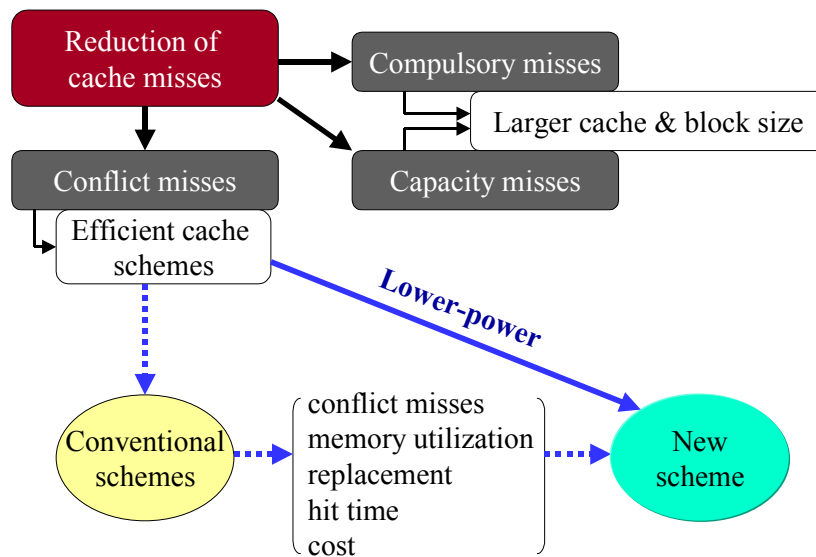 Reduction of
cache misses
Compulsory misses
Larger cache & block size
Conflict misses
Capacity misses
Efficient cache
schemes
Lower-power
Conventional
schemes
conflict misses
memory utilization
replacement
hit time
cost
New
scheme